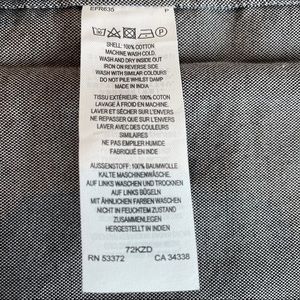 EFR635 P
SHELL: 100% COTTON
MACHINE WASH COLD,
WASH AND DRY INSIDE OUT
IRON ON REVERSE SIDE
WASH WITH SIMILAR COLOURS
DO NOT PILE WHILST DAMP
MADE IN INDIA
TISSU EXTÉRIEUR: 100% COTON
LAVAGE À FROID EN MACHINE,
LAVER ET SÉCHER SUR L'ENVERS
NE REPASSER QUE SUR L'ENVERS
LAVER AVEC DES COULEURS
SIMILAIRES
NE PAS EMPILER HUMIDE
FABRIQUÉ EN INDE
AUSSENSTOFF: 100% BAUMWOLLE
KALTE MASCHINENWÄSCHE,
AUF LINKS WASCHEN UND TROCKNEN
AUF LINKS BÜGELN
MIT ÄHNLICHEN FARBEN WASCHEN
NICHT IN FEUCHTEM ZUSTAND
ZUSAMMENLEGEN
HERGESTELLT IN INDIEN
72KZD
RN 53372 CA 34338